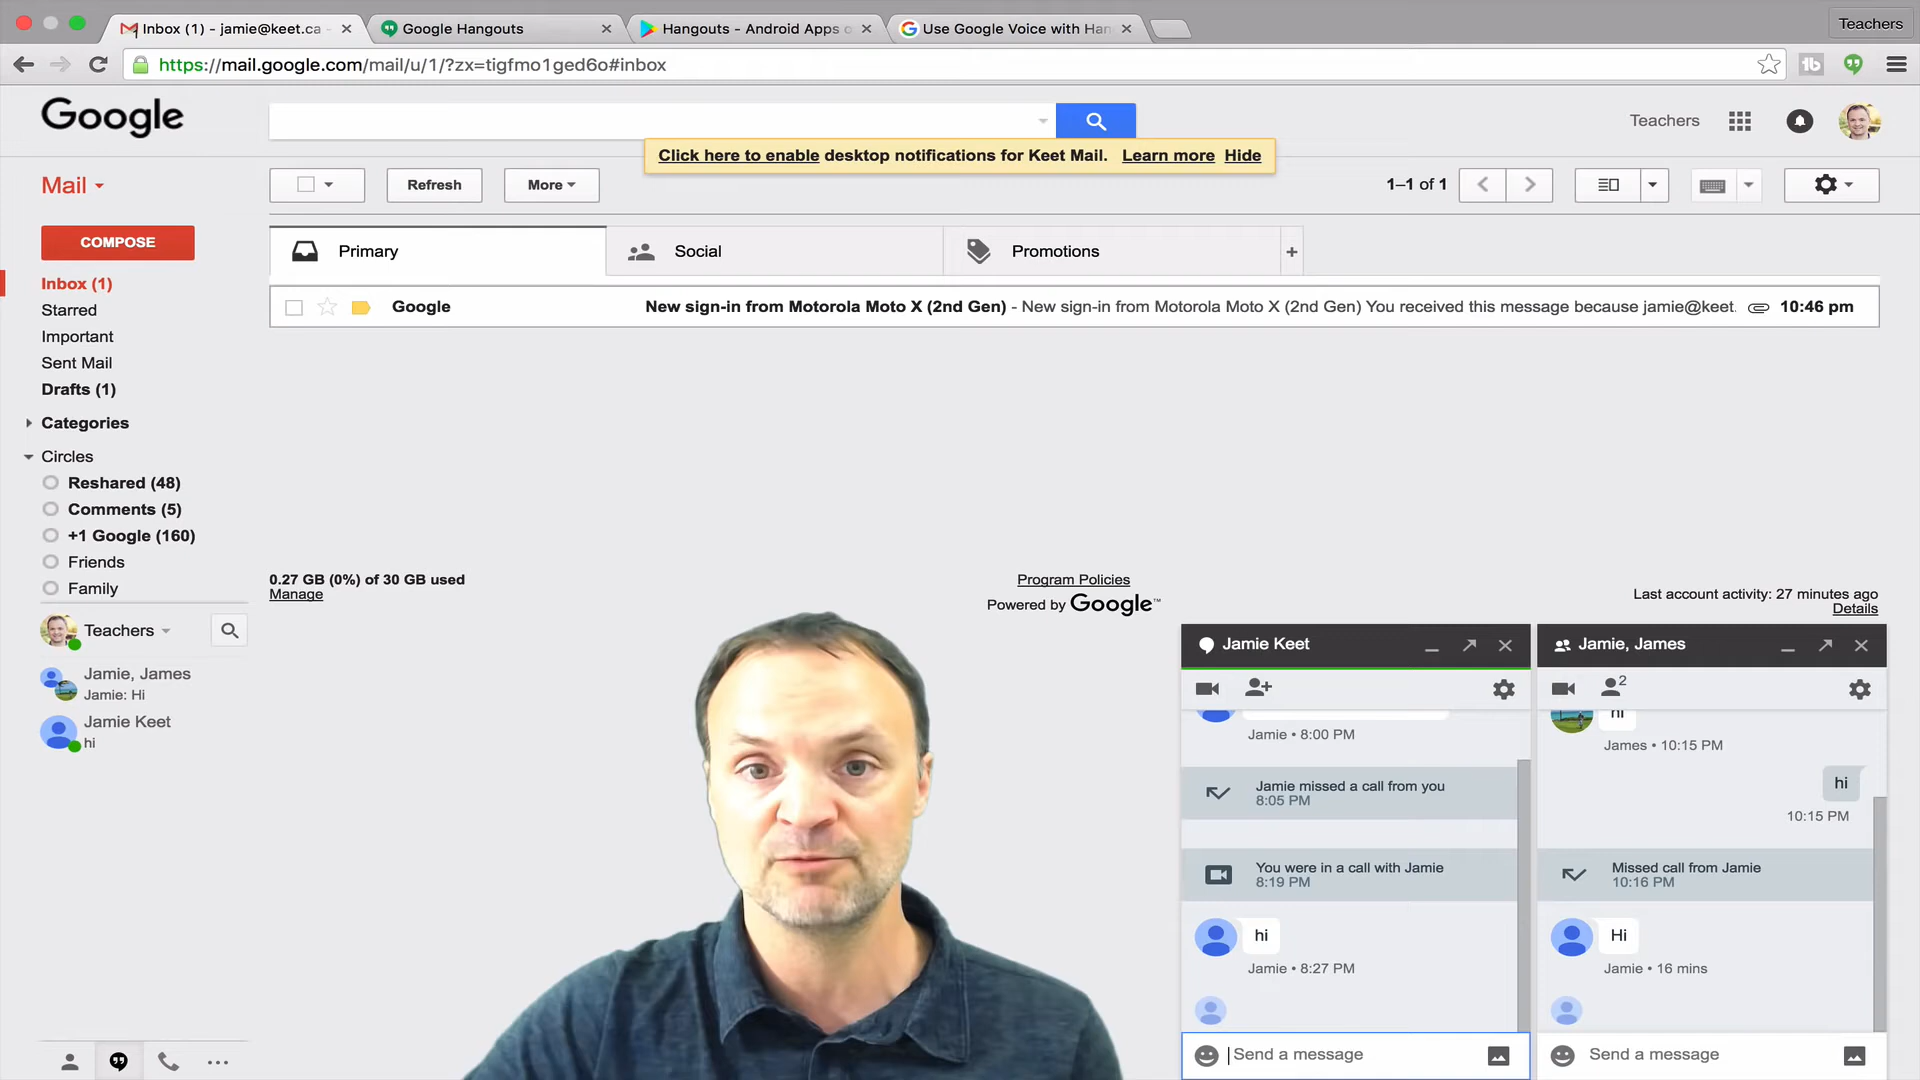 Inbox (1) - jamie@keet.ca -
Google Hangouts
Hangouts - Android Apps o
Use Google Voice with Han
Teachers
https://mail.google.com/mail/u/1/?zx=tigfmo1ged6o#inbox
Google
Teachers
Click here to enable desktop notifications for Keet Mail. Learn more Hide
Mail
Refresh
More
1–1 of 1
COMPOSE
Primary
Social
Promotions
+
Inbox (1)
Starred
Important
Sent Mail
Drafts (1)
Categories
Circles
Reshared (48)
Comments (5)
+1 Google (160)
Friends
Family
Google
New sign-in from Motorola Moto X (2nd Gen) - New sign-in from Motorola Moto X (2nd Gen) You received this message because jamie@keet.
10:46 pm
0.27 GB (0%) of 30 GB used
Manage
Program Policies
Powered by Google™
Last account activity: 27 minutes ago
Details
Teachers
Jamie, James
Jamie: Hi
Jamie Keet
hi
Jamie Keet
Jamie • 8:00 PM
Jamie missed a call from you
8:05 PM
You were in a call with Jamie
8:19 PM
hi
Jamie • 8:27 PM
Send a message
Jamie, James
2
hi
James • 10:15 PM
hi
10:15 PM
Missed call from Jamie
10:16 PM
Hi
Jamie • 16 mins
Send a message